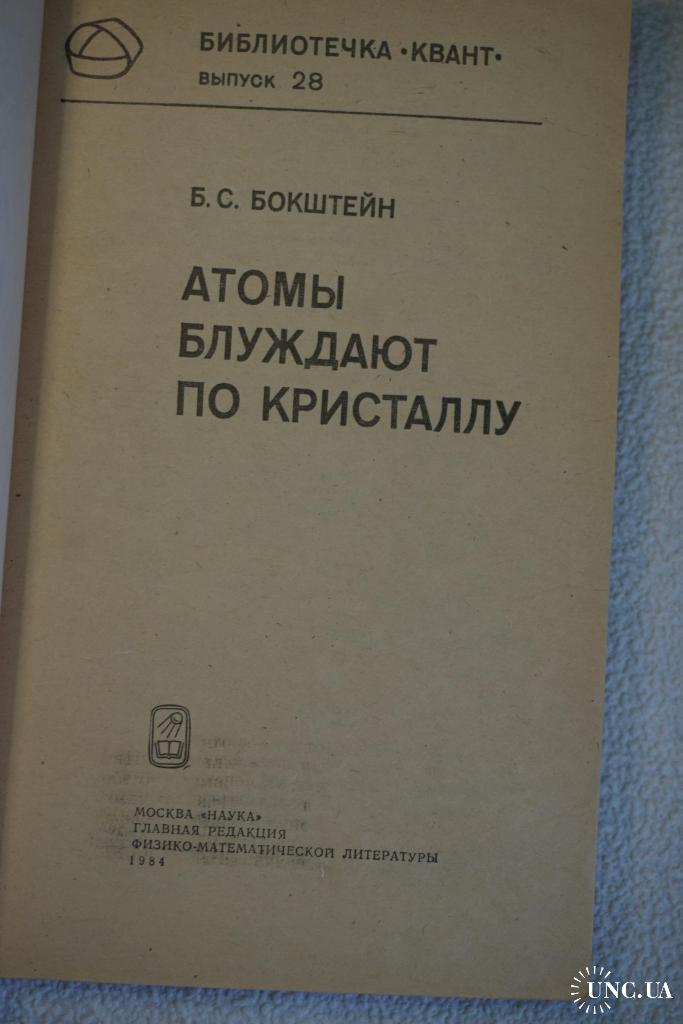 БИБЛИОТЕЧКА «КВАНТ»
ВЫПУСК 28
Б. С. БОКШТЕЙН
АТОМЫ
БЛУЖДАЮТ
ПО КРИСТАЛЛУ
МОСКВА «НАУКА»
ГЛАВНАЯ РЕДАКЦИЯ
ФИЗИКО-МАТЕМАТИЧЕСКОЙ ЛИТЕРАТУРЫ
1984
UNC.UA